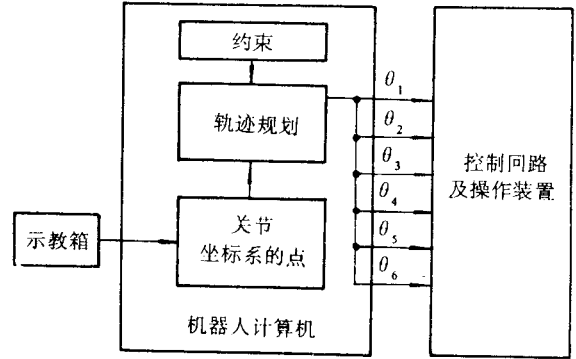 约束
轨迹规划
关节
坐标系的点
机器人计算机
示教箱
θ₁
θ₂
θ₃
θ₄
θ₅
θ₆
控制回路
及操作装置